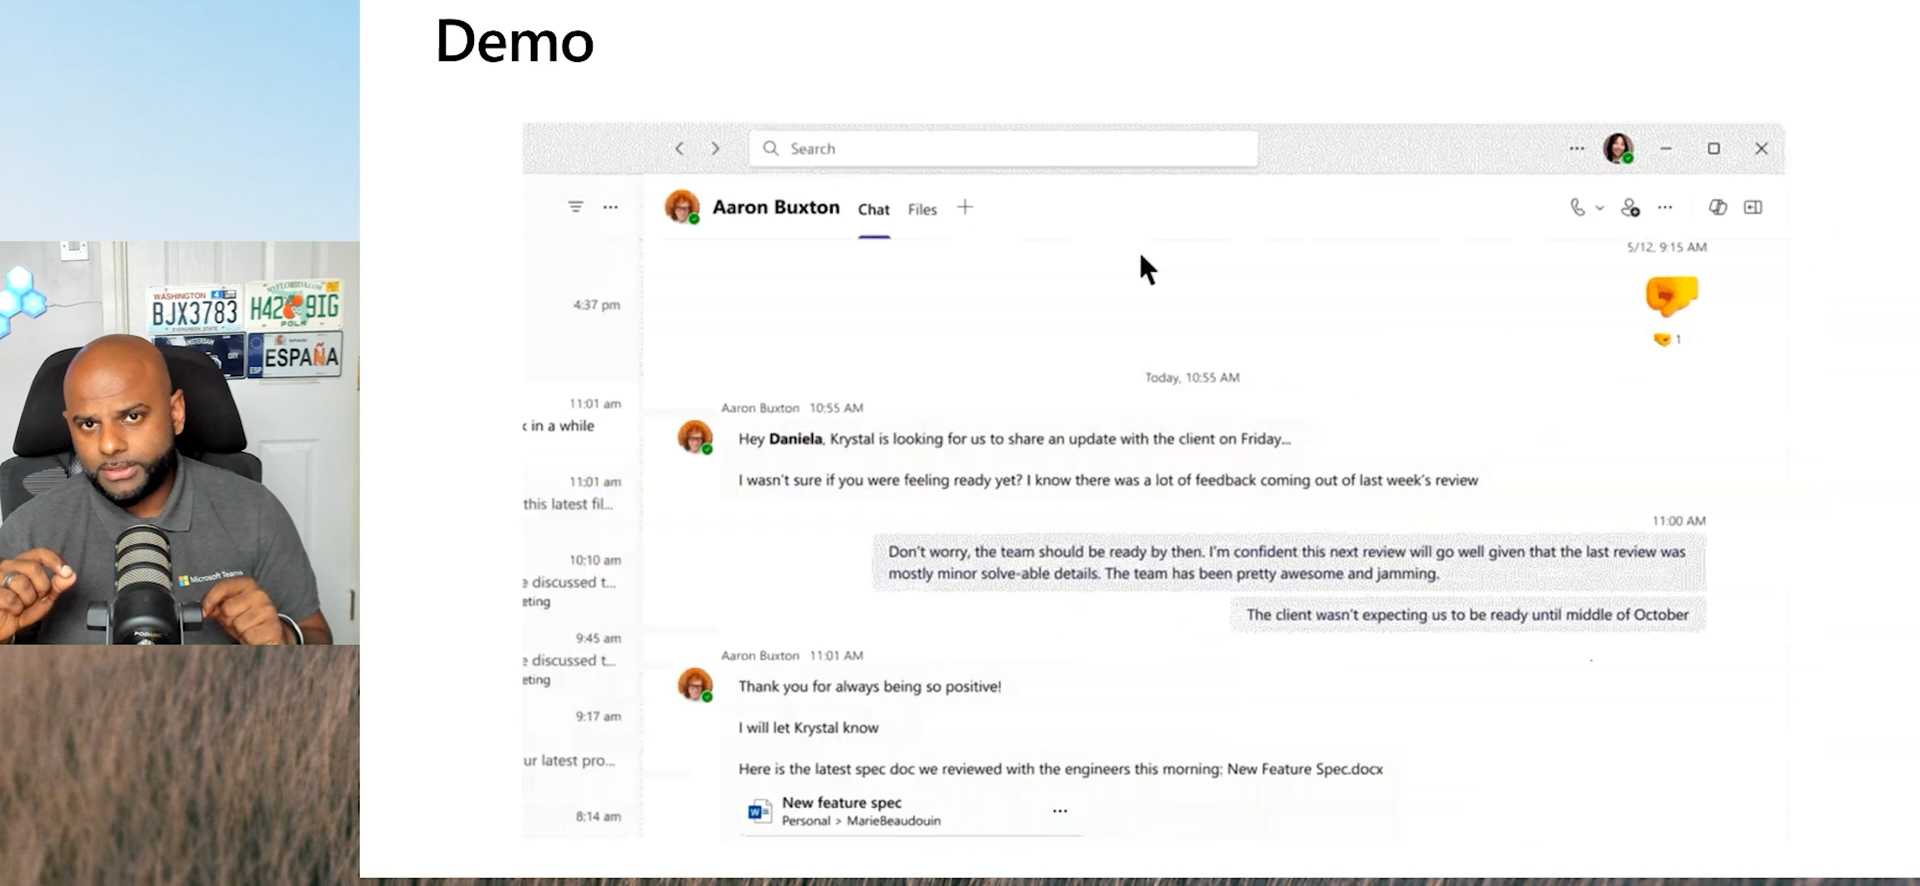 Demo
Search
Aaron Buxton Chat Files
5/12, 9:15 AM
1
4:37 pm
Today, 10:55 AM
11:01 am
in a while
Aaron Buxton 10:55 AM
Hey Daniela, Krystal is looking for us to share an update with the client on Friday...
I wasn't sure if you were feeling ready yet? I know there was a lot of feedback coming out of last week's review
11:01 am
this latest fil...
11:00 AM
Don't worry, the team should be ready by then. I'm confident this next review will go well given that the last review was
mostly minor solve-able details. The team has been pretty awesome and jamming.
10:10 am
discussed t...
eting
The client wasn't expecting us to be ready until middle of October
9:45 am
discussed t...
eting
Aaron Buxton 11:01 AM
Thank you for always being so positive!
I will let Krystal know
9:17 am
ur latest pro...
Here is the latest spec doc we reviewed with the engineers this morning: New Feature Spec.docx
New feature spec
Personal > MarieBeaudouin
8:14 am
WASHINGTON
BJX3783
MYFLORIDA.COM
H42 9IG
POLK
AMSTERDAM
ESP
ESPAÑA
Microsoft Teams